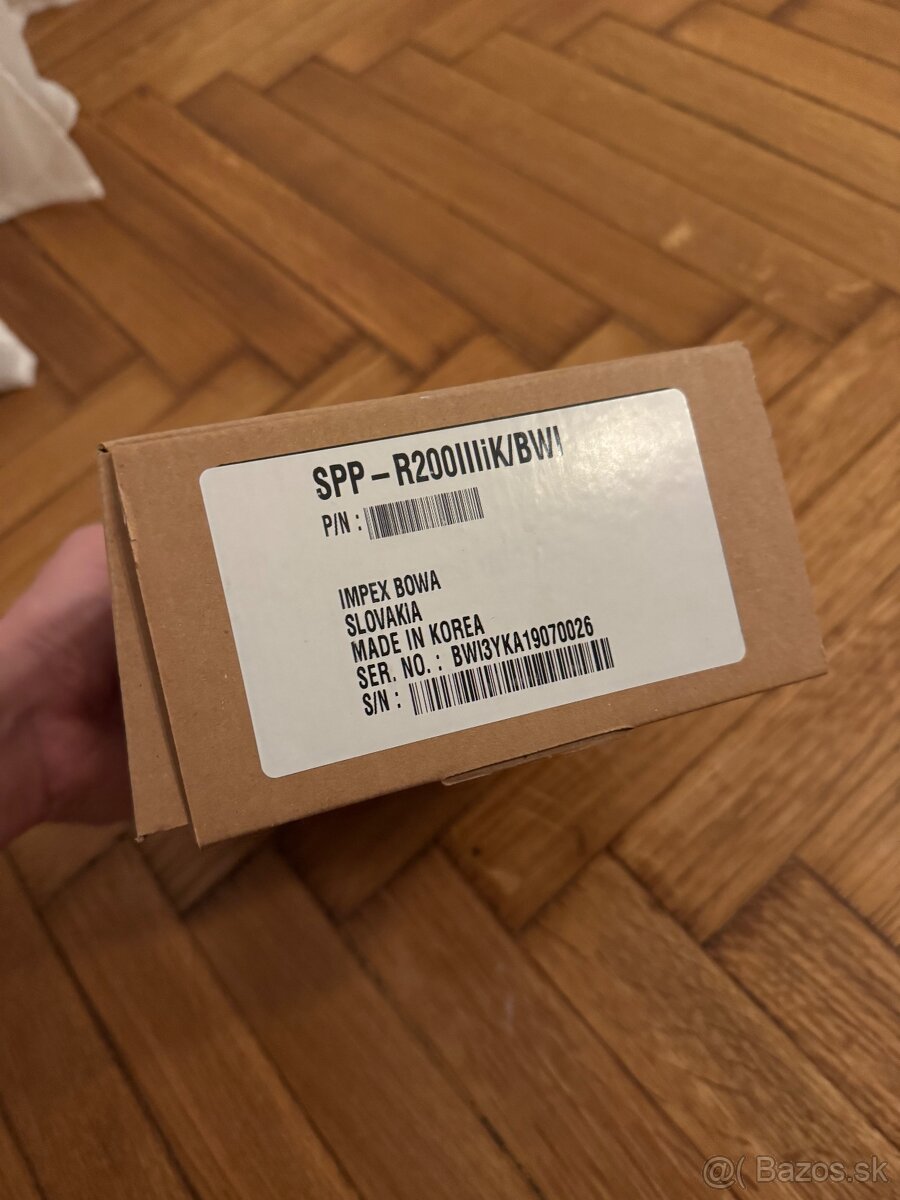 SPP-R200IIIiK/BWI
P/N :
IMPEX BOWA
SLOVAKIA
MADE IN KOREA
SER. NO. : BWI3YKA19070026
S/N :
@( Bazos.sk